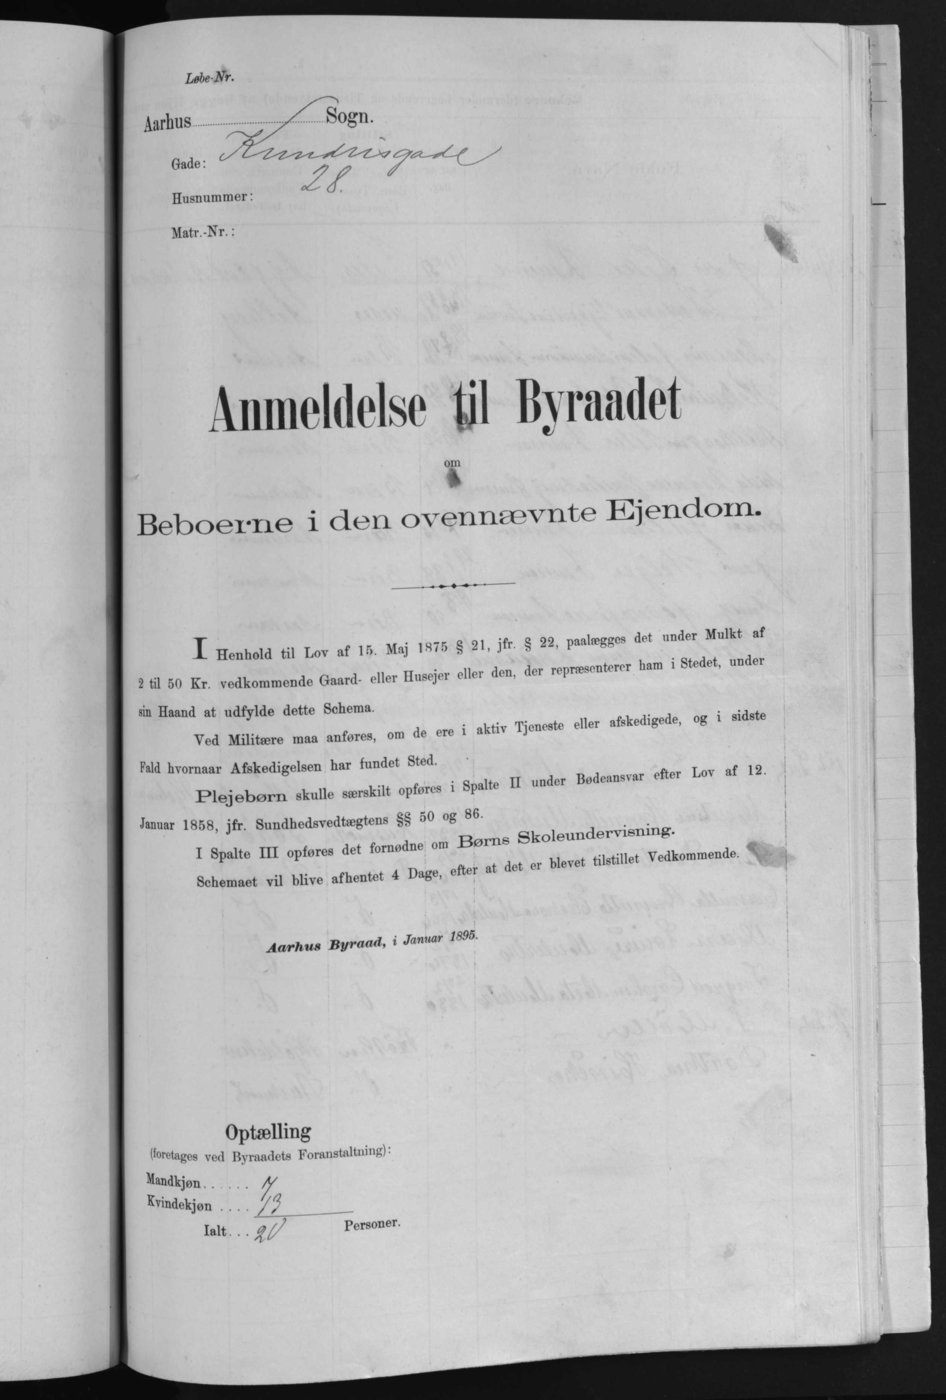 Løbe-Nr.
Aarhus Sogn.
Gade: Knudrisgade
Husnummer: 28.
Matr.-Nr.:
Anmeldelse til Byraadet
om
Beboerne i den ovennævnte Ejendom.
I Henhold til Lov af 15. Maj 1875 § 21, jfr. § 22, paalægges det under Mulkt af
2 til 50 Kr. vedkommende Gaard- eller Husejer eller den, der repræsenterer ham i Stedet, under
sin Haand at udfylde dette Schema.
Ved Militære maa anføres, om de ere i aktiv Tjeneste eller afskedigede, og i sidste
Fald hvornaar Afskedigelsen har fundet Sted.
Plejebørn skulle særskilt opføres i Spalte II under Bødeansvar efter Lov af 12.
Januar 1858, jfr. Sundhedsvedtægtens §§ 50 og 86.
I Spalte III opføres det fornødne om Børns Skoleundervisning.
Schemaet vil blive afhentet 4 Dage, efter at det er blevet tilstillet Vedkommende.
Aarhus Byraad, i Januar 1895.
Optælling
(foretages ved Byraadets Foranstaltning):
Mandkjøn...... 7
Kvindekjøn .... 13
Ialt... 20 Personer.